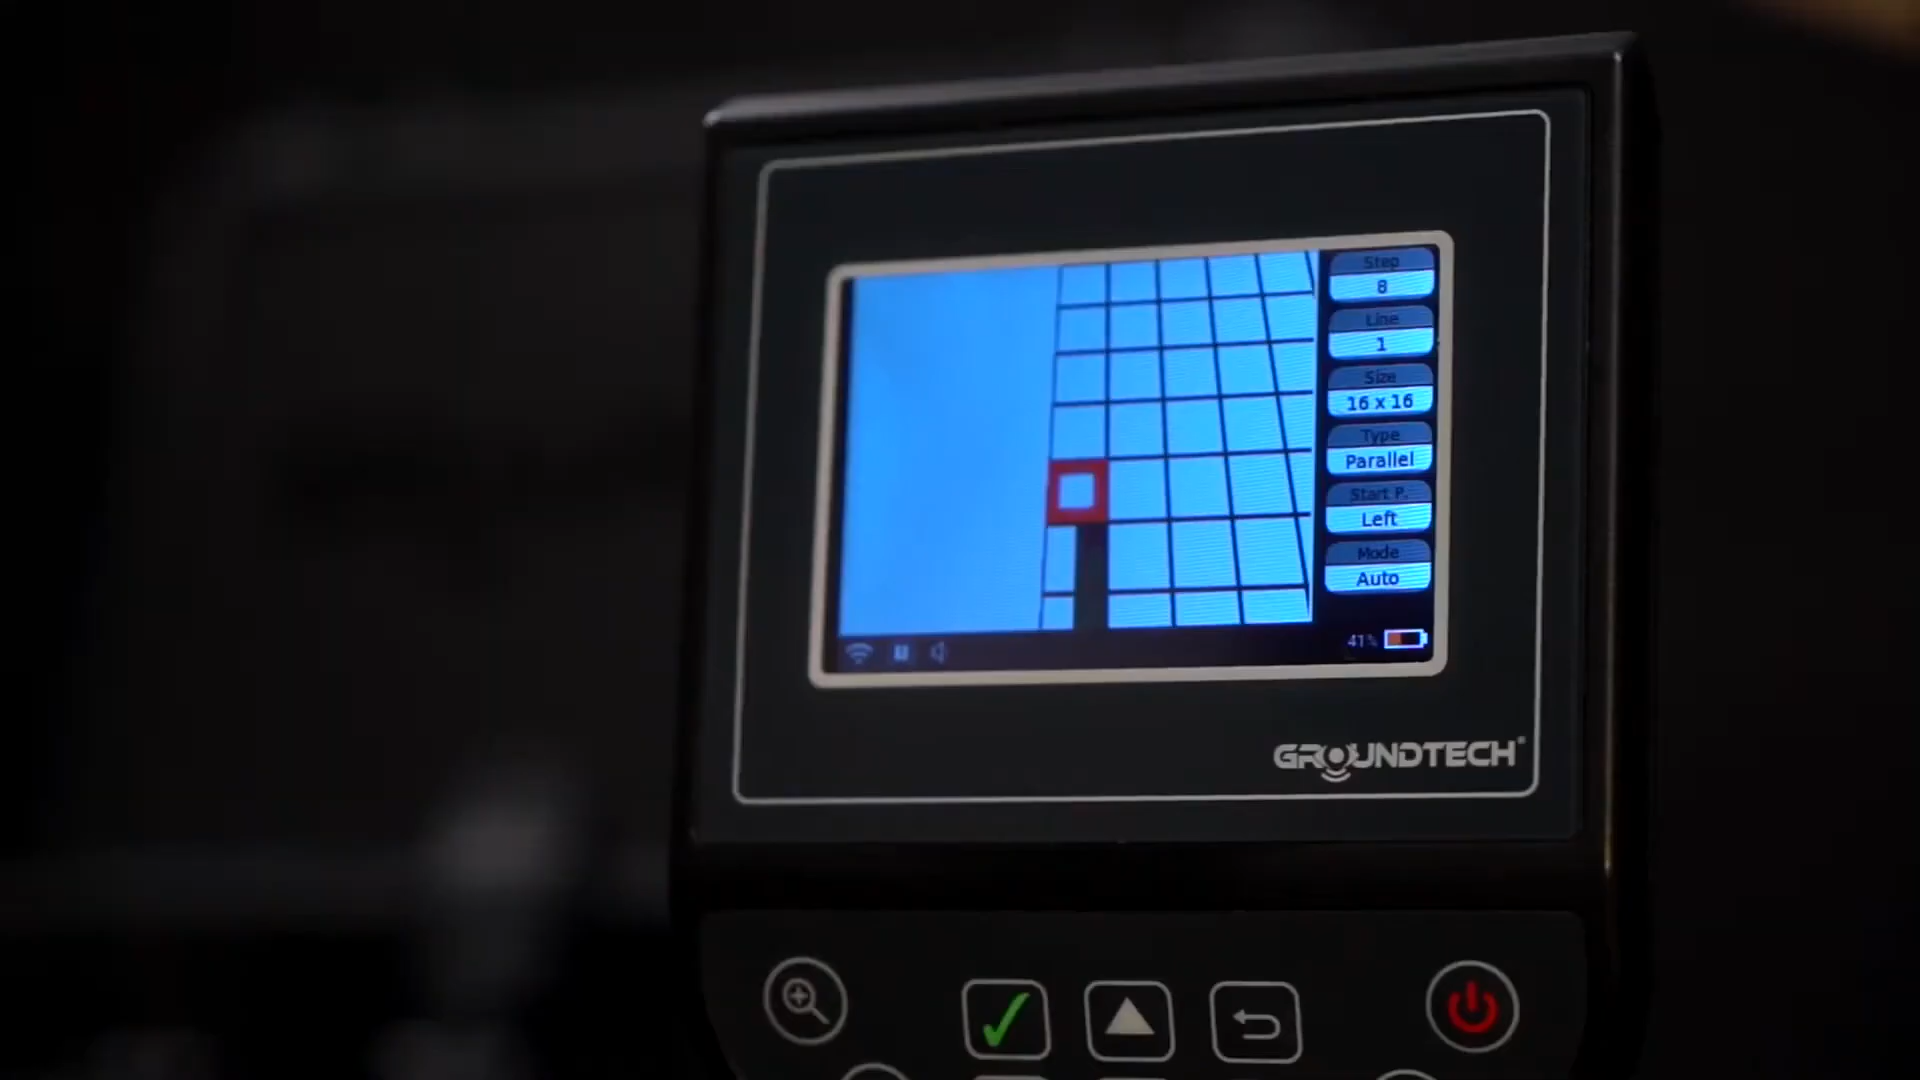 Step
8
Line
1
Size
16 x 16
Type
Parallel
Start P.
Left
Mode
Auto
41%
GROUNDTECH®